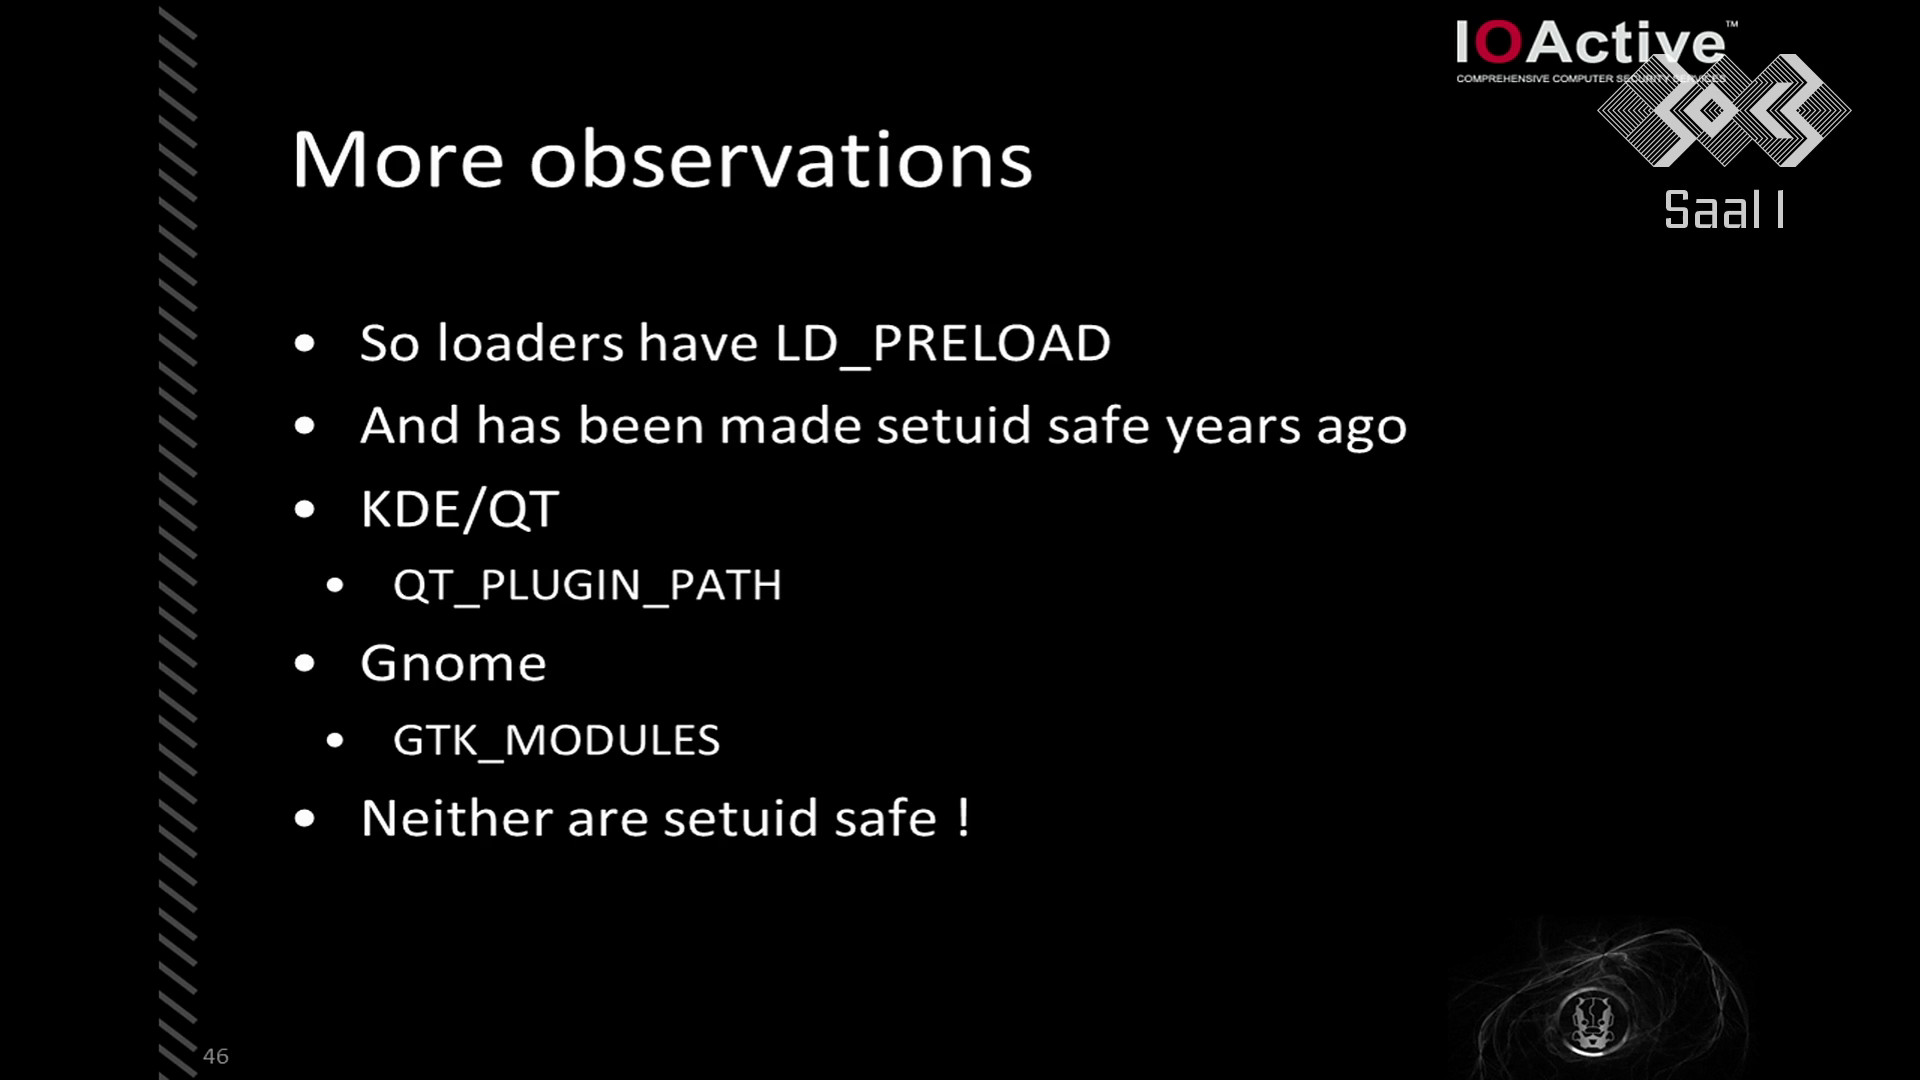 IOActive™
COMPREHENSIVE COMPUTER SECURITY SERVICES
Saal 1
More observations
• So loaders have LD_PRELOAD
• And has been made setuid safe years ago
• KDE/QT
• QT_PLUGIN_PATH
• Gnome
• GTK_MODULES
• Neither are setuid safe !
46